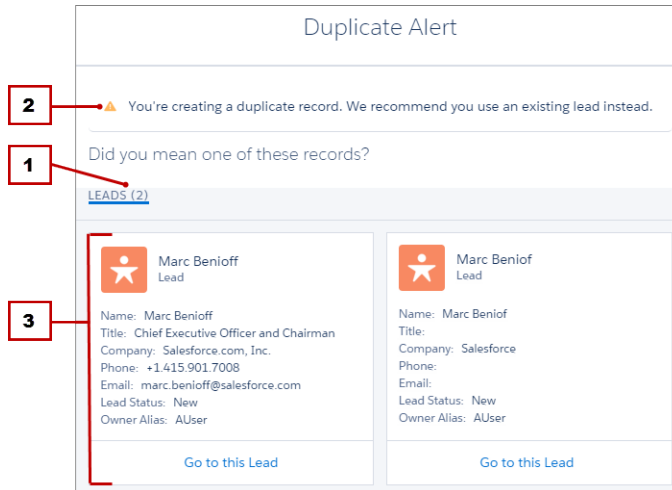 Duplicate Alert
2
You're creating a duplicate record. We recommend you use an existing lead instead.
Did you mean one of these records?
1
LEADS (2)
3
Marc Benioff
Lead
Name: Marc Benioff
Title: Chief Executive Officer and Chairman
Company: Salesforce.com, Inc.
Phone: +1.415.901.7008
Email: marc.benioff@salesforce.com
Lead Status: New
Owner Alias: AUser
Go to this Lead
Marc Beniof
Lead
Name: Marc Beniof
Title:
Company: Salesforce
Phone:
Email:
Lead Status: New
Owner Alias: AUser
Go to this Lead